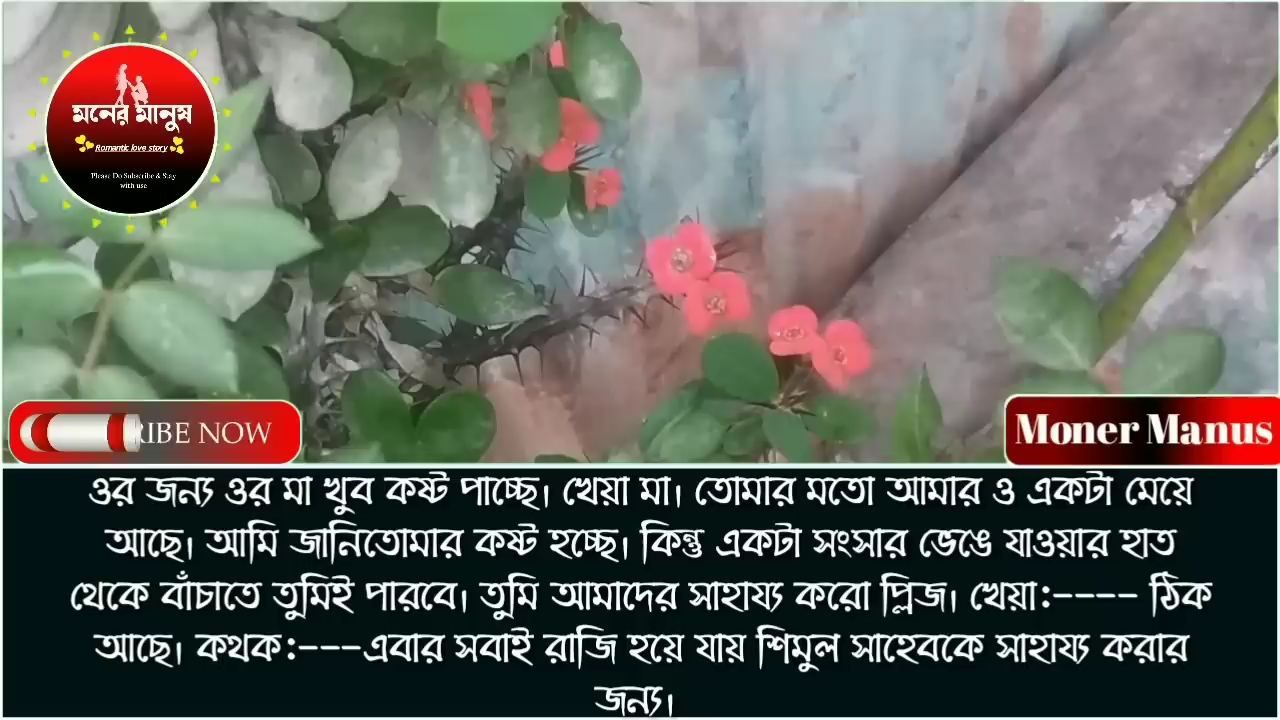 মনের মানুষ
Romantic love story
Please Do Subscribe & Stay
with use
RIBE NOW
Moner Manus
ওর জন্য ওর মা খুব কষ্ট পাচ্ছে। খেয়া মা। তোমার মতো আমার ও একটা মেয়ে
আছে। আমি জানিতোমার কষ্ট হচ্ছে। কিন্তু একটা সংসার ভেঙে যাওয়ার হাত
থেকে বাঁচাতে তুমিই পারবে। তুমি আমাদের সাহায্য করো প্লিজ। খেয়া:---- ঠিক
আছে। কথক:---এবার সবাই রাজি হয়ে যায় শিমুল সাহেবকে সাহায্য করার
জন্য।